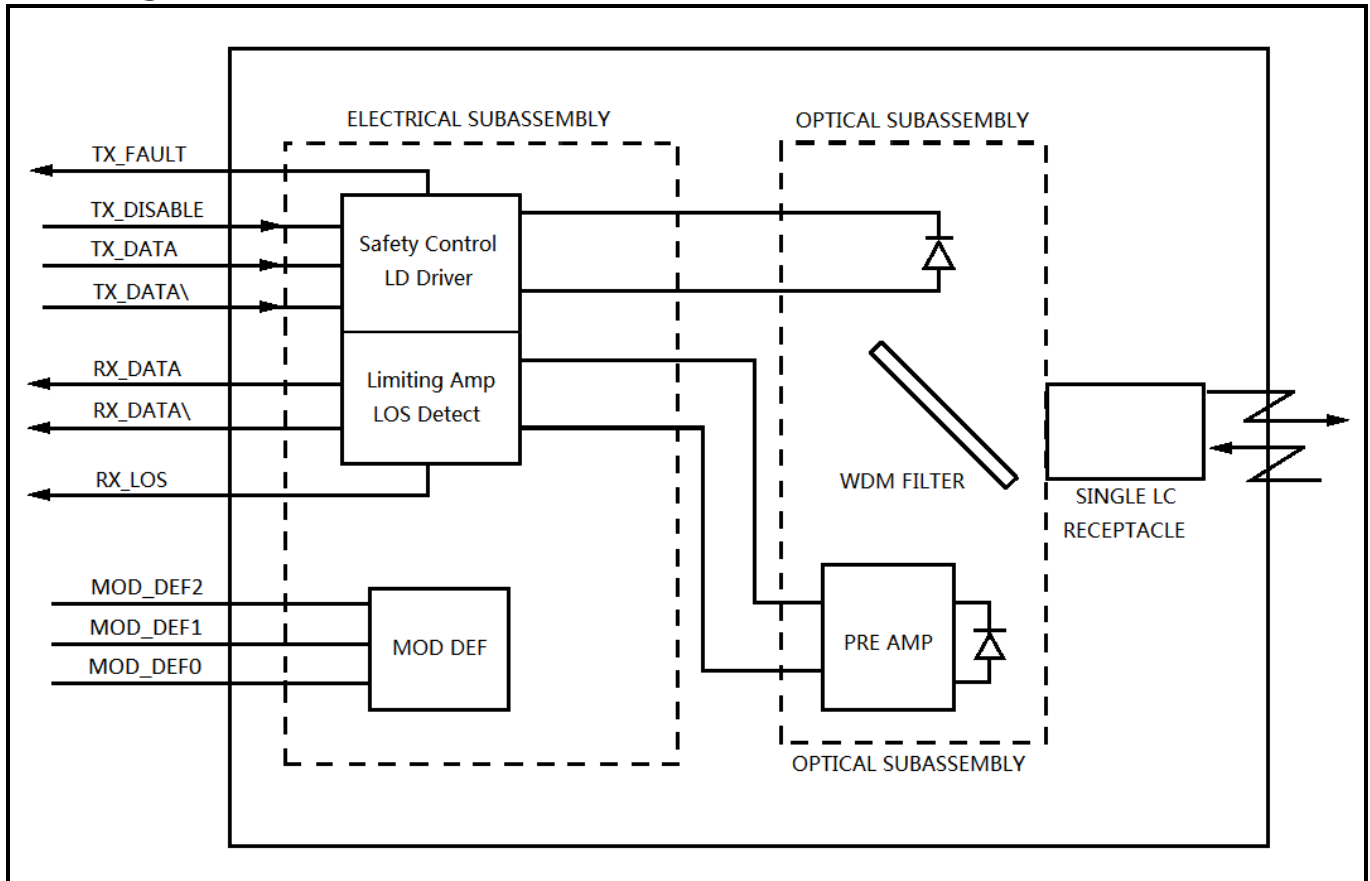 ELECTRICAL SUBASSEMBLY
OPTICAL SUBASSEMBLY
TX_FAULT
TX_DISABLE
TX_DATA
TX_DATA\
Safety Control
LD Driver
RX_DATA
RX_DATA\
RX_LOS
Limiting Amp
LOS Detect
WDM FILTER
SINGLE LC
RECEPTACLE
MOD_DEF2
MOD_DEF1
MOD_DEF0
MOD DEF
PRE AMP
OPTICAL SUBASSEMBLY